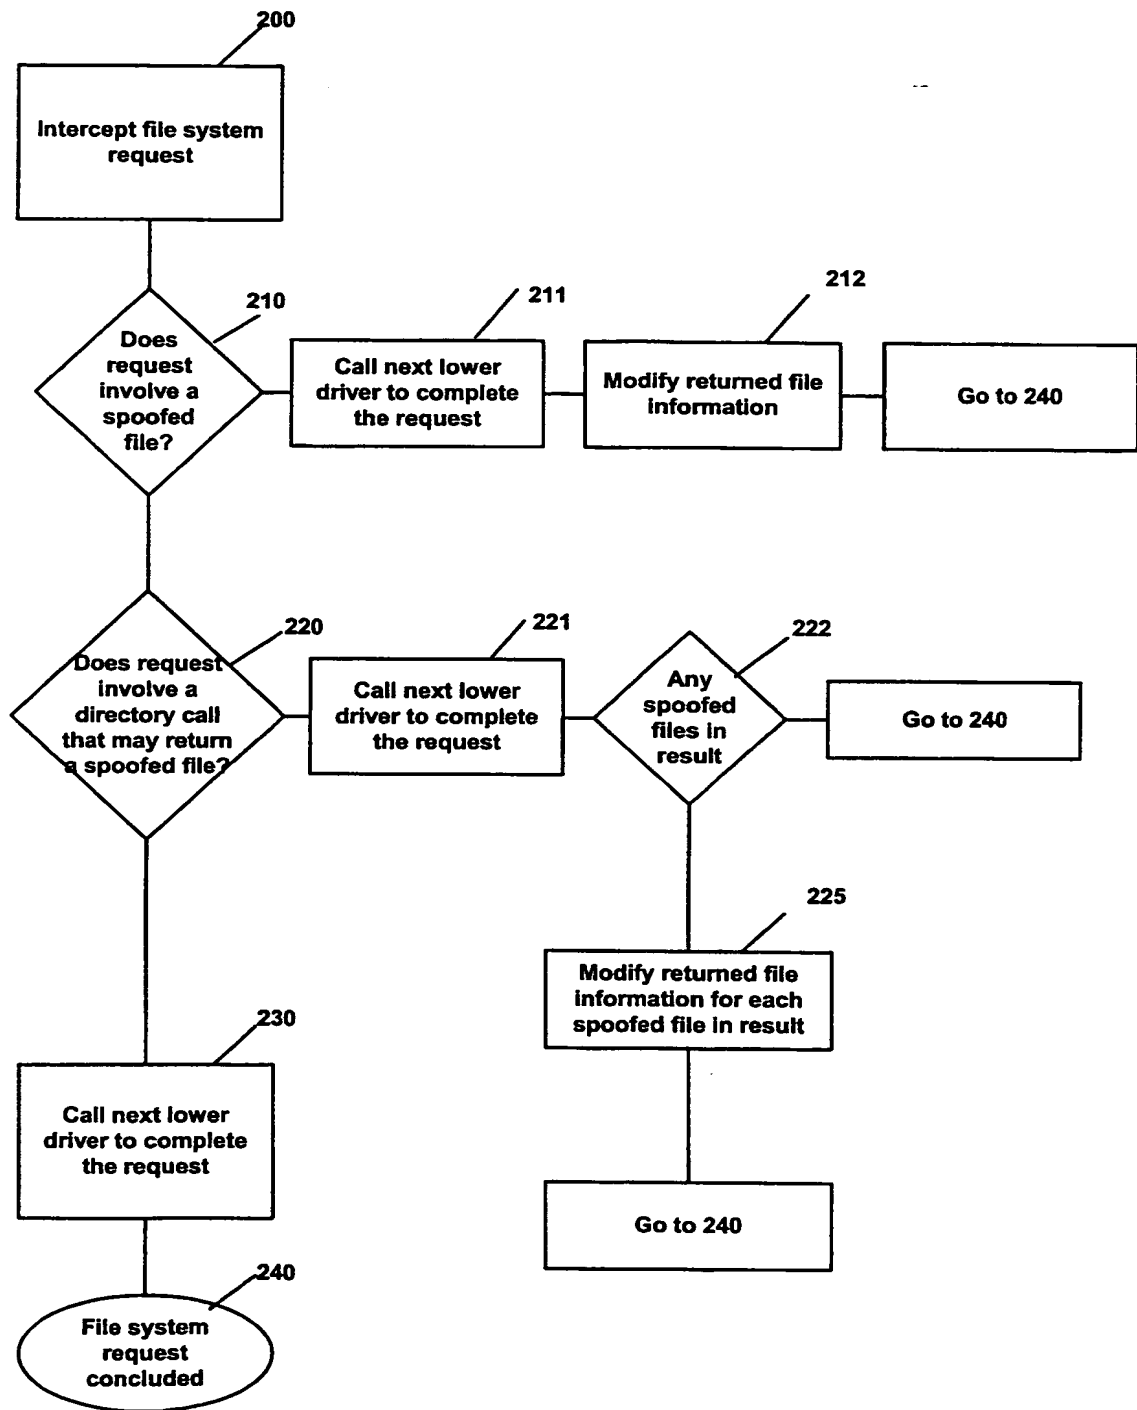 200
Intercept file system
request
210
Does
request
involve a
spoofed
file?
211
Call next lower
driver to complete
the request
212
Modify returned file
information
Go to 240
220
Does request
involve a
directory call
that may return
a spoofed file?
221
Call next lower
driver to complete
the request
222
Any
spoofed
files in
result
Go to 240
225
Modify returned file
information for each
spoofed file in result
Go to 240
230
Call next lower
driver to complete
the request
240
File system
request
concluded